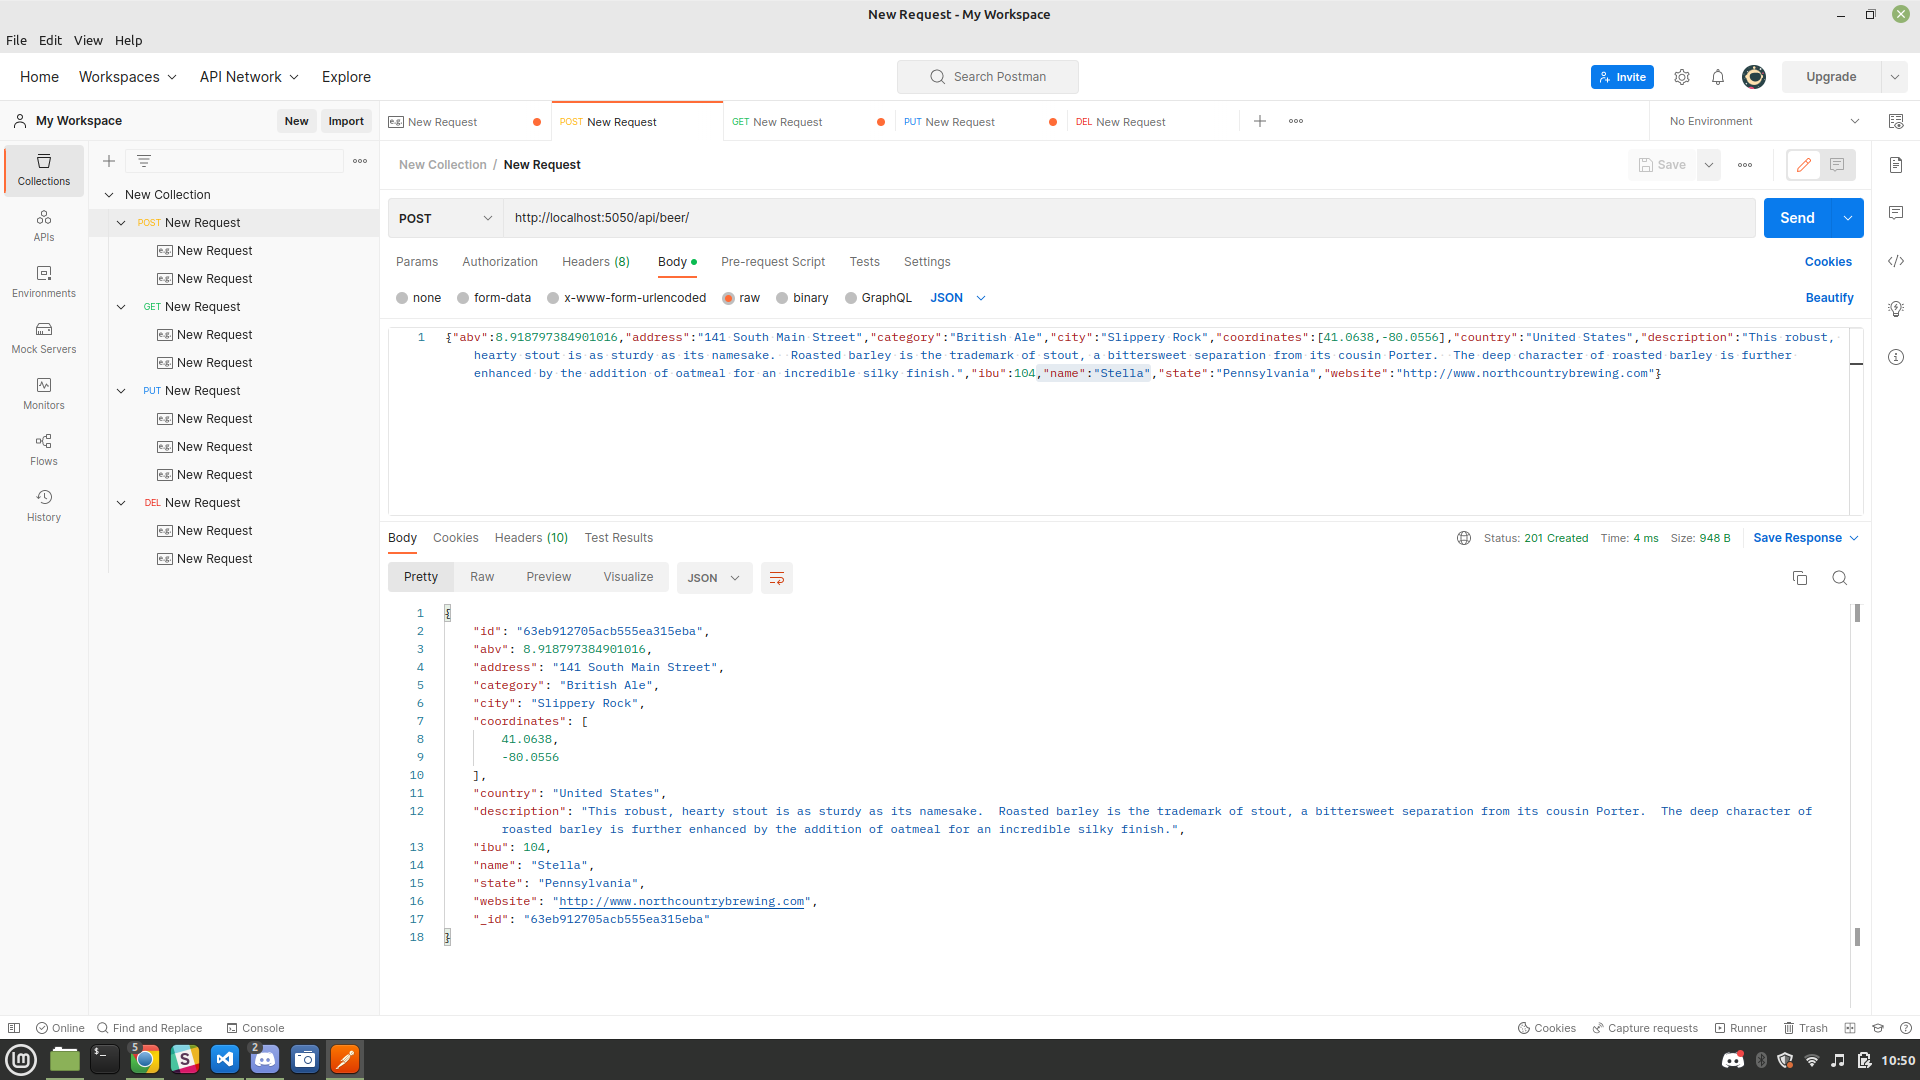 New Request - My Workspace
File Edit View Help
Home Workspaces API Network Explore
Search Postman
Invite
Upgrade
My Workspace
New Import
e.g. New Request
POST New Request
GET New Request
PUT New Request
DEL New Request
No Environment
Collections
APIs
Environments
Mock Servers
Monitors
Flows
History
New Collection
POST New Request
e.g. New Request
e.g. New Request
GET New Request
e.g. New Request
e.g. New Request
PUT New Request
e.g. New Request
e.g. New Request
e.g. New Request
DEL New Request
e.g. New Request
e.g. New Request
New Collection / New Request
Save
POST http://localhost:5050/api/beer/
Send
Params Authorization Headers (8) Body Pre-request Script Tests Settings
Cookies
none form-data x-www-form-urlencoded raw binary GraphQL JSON
Beautify
1 {"abv":8.918797384901016,"address":"141 South Main Street","category":"British Ale","city":"Slippery Rock","coordinates":[41.0638,-80.0556],"country":"United States","description":"This robust,
hearty stout is as sturdy as its namesake.  Roasted barley is the trademark of stout, a bittersweet separation from its cousin Porter.  The deep character of roasted barley is further
enhanced by the addition of oatmeal for an incredible silky finish.","ibu":104,"name":"Stella","state":"Pennsylvania","website":"http://www.northcountrybrewing.com"}
Body Cookies Headers (10) Test Results
Status: 201 Created Time: 4 ms Size: 948 B Save Response
Pretty Raw Preview Visualize JSON
1 {
2 "id": "63eb912705acb555ea315eba",
3 "abv": 8.918797384901016,
4 "address": "141 South Main Street",
5 "category": "British Ale",
6 "city": "Slippery Rock",
7 "coordinates": [
8 41.0638,
9 -80.0556
10 ],
11 "country": "United States",
12 "description": "This robust, hearty stout is as sturdy as its namesake.  Roasted barley is the trademark of stout, a bittersweet separation from its cousin Porter.  The deep character of
roasted barley is further enhanced by the addition of oatmeal for an incredible silky finish.",
13 "ibu": 104,
14 "name": "Stella",
15 "state": "Pennsylvania",
16 "website": "http://www.northcountrybrewing.com",
17 "_id": "63eb912705acb555ea315eba"
18 }
Online Find and Replace Console
Cookies Capture requests Runner Trash
5
2
10:50